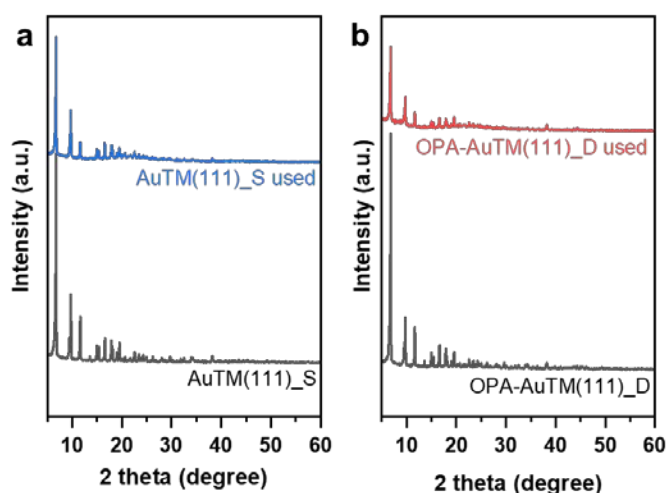 a
Intensity (a.u.)
AuTM(111)_S used
AuTM(111)_S
10 20 30 40 50 60
2 theta (degree)
b
Intensity (a.u.)
OPA-AuTM(111)_D used
OPA-AuTM(111)_D
10 20 30 40 50 60
2 theta (degree)